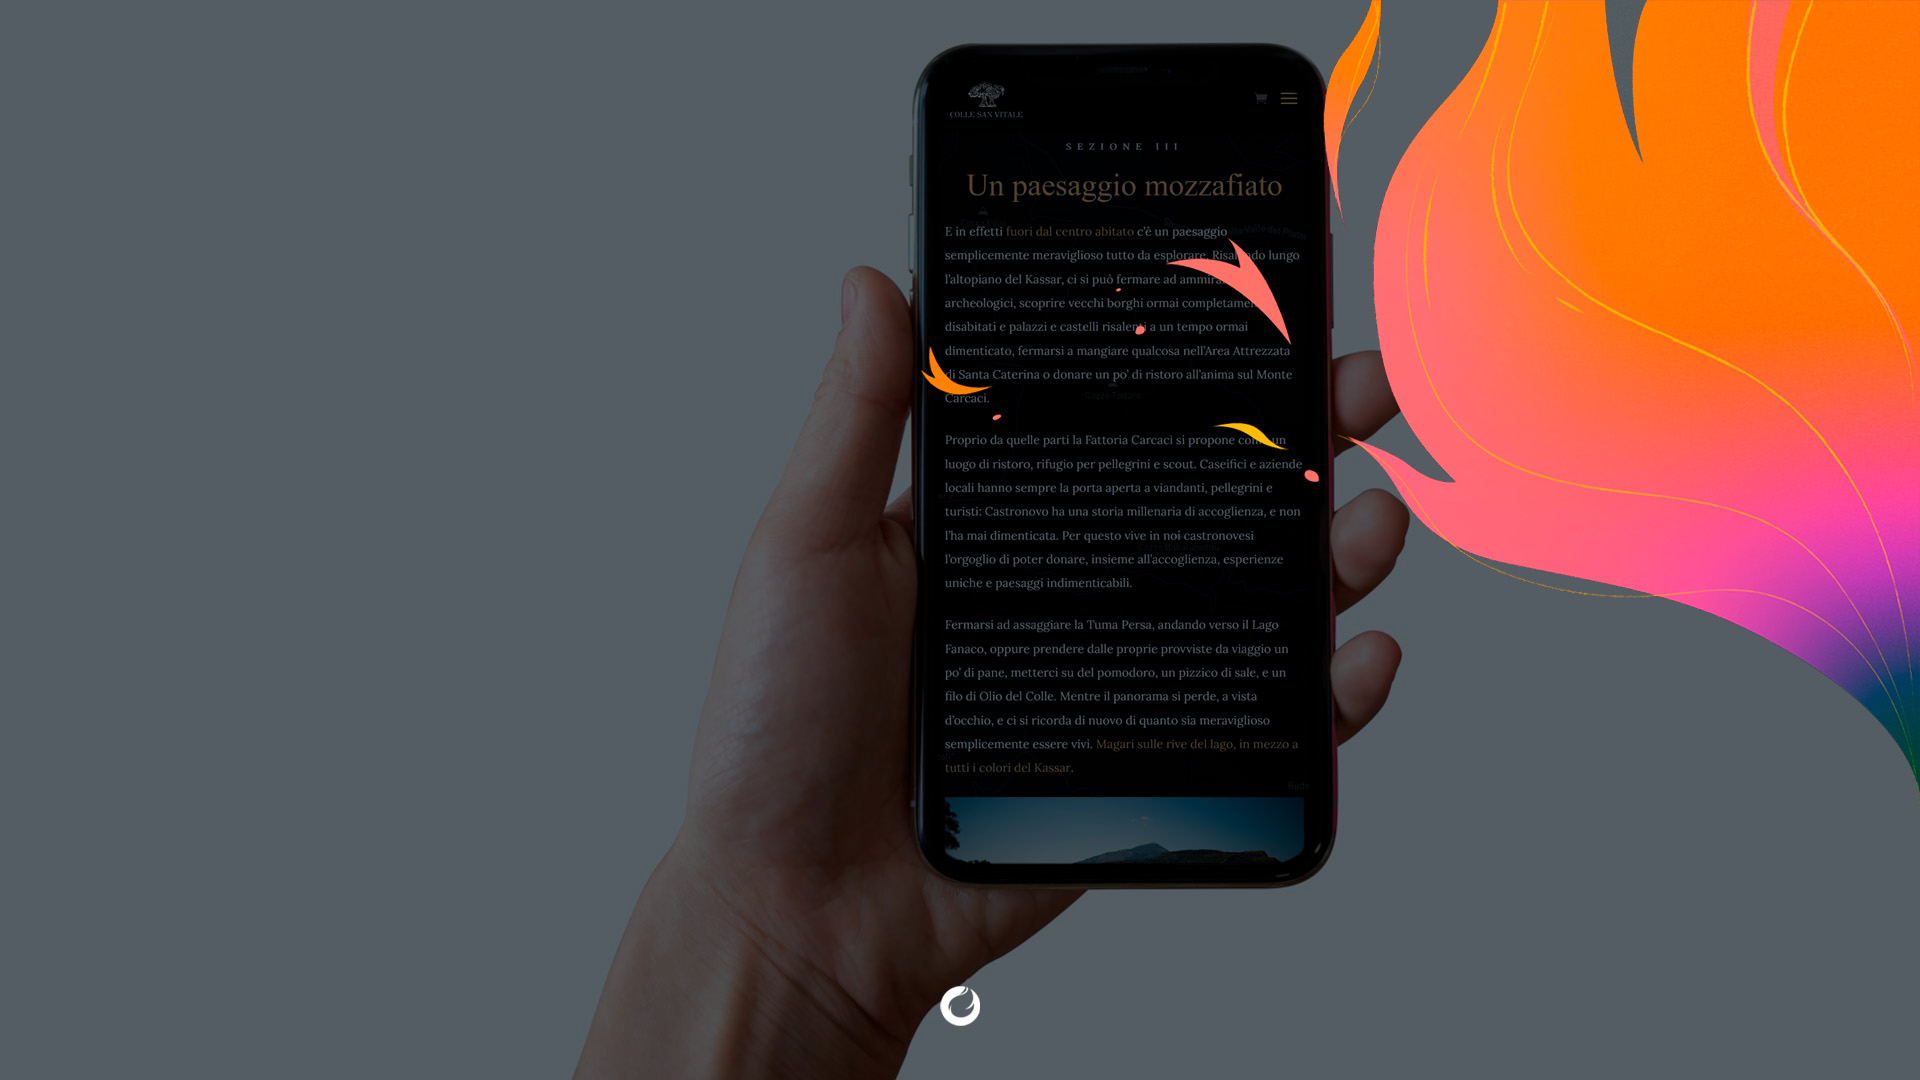 COLLE SAN VITALE
SEZIONE III
Un paesaggio mozzafiato
E in effetti fuori dal centro abitato c'è un paesaggio
semplicemente meraviglioso tutto da esplorare. lungo
l'altopiano del Kassar, ci si può fermare ad
archeologici, scoprire vecchi borghi ormai
disabitati e palazzi e castelli risalenti a un tempo ormai
dimenticato, fermarsi a mangiare qualcosa nell'Area Attrezzata
di Santa Caterina o donare un po' di ristoro all'anima sul Monte
Carcaci.
Proprio da quelle parti la Fattoria Carcaci si propone come un
luogo di ristoro, rifugio per pellegrini e scout. Caseifici e aziende
locali hanno sempre la porta aperta a viandanti, pellegrini e
turisti: Castronovo ha una storia millenaria di accoglienza, e non
l'ha mai dimenticata. Per questo vive in noi castronovesi
l'orgoglio di poter donare, insieme all'accoglienza, esperienze
uniche e paesaggi indimenticabili.
Fermarsi ad assaggiare la Tuma Persa, andando verso il Lago
Fanaco, oppure prendere dalle proprie provviste da viaggio un
po' di pane, metterci su del pomodoro, un pizzico di sale, e un
filo di Olio del Colle. Mentre il panorama si perde, a vista
d'occhio, e ci si ricorda di nuovo di quanto sia meraviglioso
semplicemente essere vivi. Magari sulle rive del lago, in mezzo a
tutti i colori del Kassar.